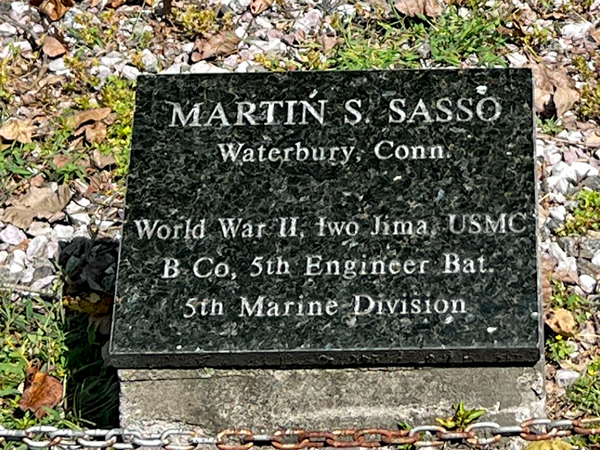 MARTIN S. SASSO
Waterbury, Conn.
World War II, Iwo Jima, USMC
B Co, 5th Engineer Bat.
5th Marine Division